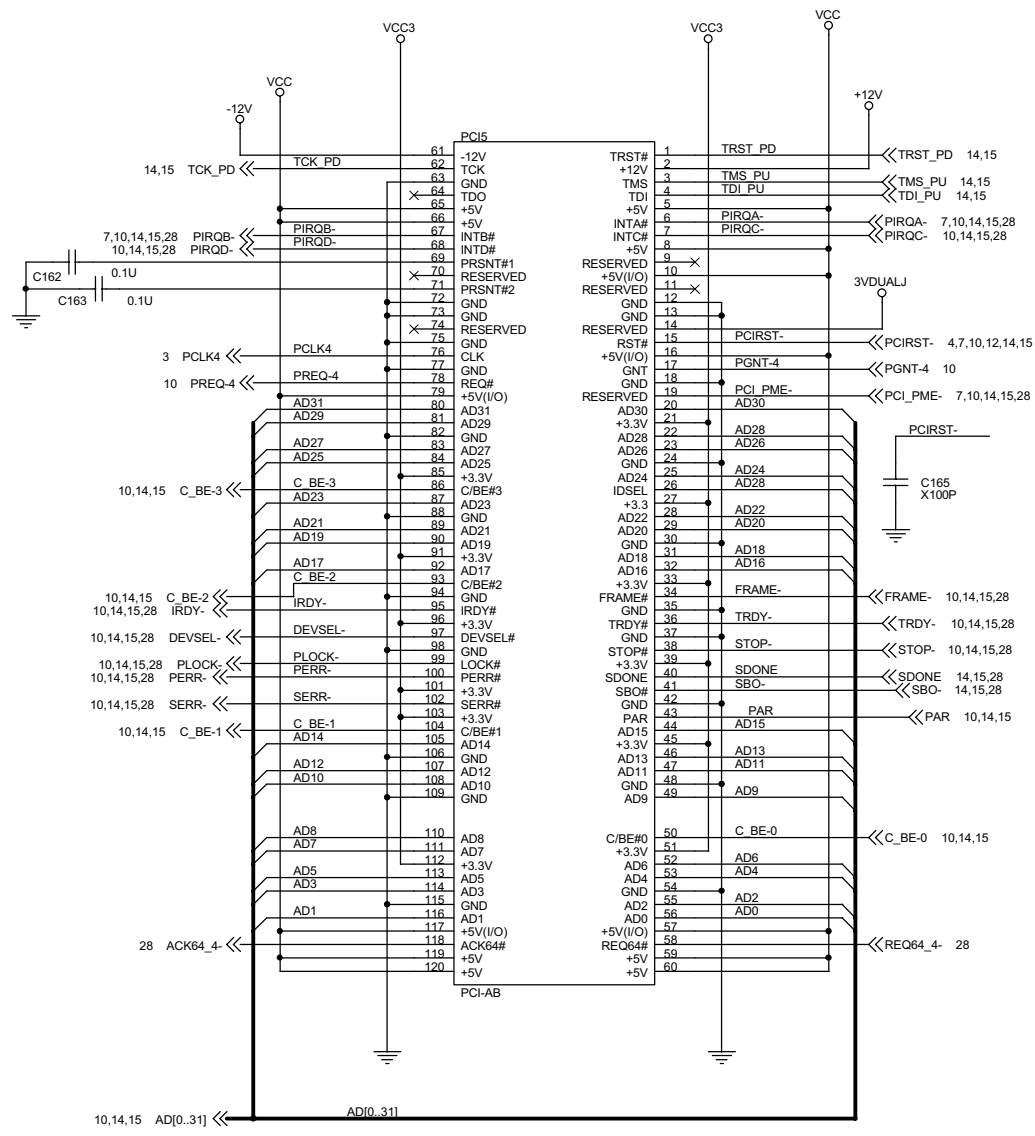 VCC
VCC3 VCC3
VCC
-12V +12V
PCI5
61 -12V TRST# 1 TRST_PD TRST_PD 14,15
14,15 TCK_PD TCK_PD 62 TCK +12V 2
63 GND TMS 3 TMS_PU TMS_PU 14,15
64 TDO TDI 4 TDI_PU TDI_PU 14,15
65 +5V +5V 5
66 +5V INTA# 6 PIRQA- PIRQA- 7,10,14,15,28
7,10,14,15,28 PIRQB- PIRQB- 67 INTB# INTC# 7 PIRQC- PIRQC- 10,14,15,28
10,14,15,28 PIRQD- PIRQD- 68 INTD# +5V 8
69 PRSNT#1 RESERVED 9
C162 0.1U 70 RESERVED +5V(I/O) 10
71 PRSNT#2 RESERVED 11 3VDUALJ
C163 0.1U 72 GND GND 12
73 GND GND 13
74 RESERVED RESERVED 14
75 GND RST# 15 PCIRST- PCIRST- 4,7,10,12,14,15
3 PCLK4 PCLK4 76 CLK +5V(I/O) 16
77 GND GNT 17 PGNT-4 PGNT-4 10
10 PREQ-4 PREQ-4 78 REQ# GND 18
79 +5V(I/O) RESERVED 19 PCI_PME- PCI_PME- 7,10,14,15,28
AD31 80 AD31 AD30 20 AD30
AD29 81 AD29 +3.3V 21
82 GND AD28 22 AD28 PCIRST-
AD27 83 AD27 AD26 23 AD26
AD25 84 AD25 GND 24
85 +3.3V AD24 25 AD24
10,14,15 C_BE-3 C_BE-3 86 C/BE#3 IDSEL 26 AD28 C165
AD23 87 AD23 +3.3 27 X100P
88 GND AD22 28 AD22
AD21 89 AD21 AD20 29 AD20
AD19 90 AD19 GND 30
91 +3.3V AD18 31 AD18
AD17 92 AD17 AD16 32 AD16
10,14,15 C_BE-2 C_BE-2 93 C/BE#2 +3.3V 33
94 GND FRAME# 34 FRAME- FRAME- 10,14,15,28
10,14,15,28 IRDY- IRDY- 95 IRDY# GND 35
96 +3.3V TRDY# 36 TRDY- TRDY- 10,14,15,28
10,14,15,28 DEVSEL- DEVSEL- 97 DEVSEL# GND 37
98 GND STOP# 38 STOP- STOP- 10,14,15,28
10,14,15,28 PLOCK- PLOCK- 99 LOCK# +3.3V 39
10,14,15,28 PERR- PERR- 100 PERR# SDONE 40 SDONE SDONE 14,15,28
101 +3.3V SBO# 41 SBO- SBO- 14,15,28
10,14,15,28 SERR- SERR- 102 SERR# GND 42
103 +3.3V PAR 43 PAR PAR 10,14,15
10,14,15 C_BE-1 C_BE-1 104 C/BE#1 AD15 44 AD15
AD14 105 AD14 +3.3V 45
106 GND AD13 46 AD13
AD12 107 AD12 AD11 47 AD11
AD10 108 AD10 GND 48
109 GND AD9 49 AD9
AD8 110 AD8 C/BE#0 50 C_BE-0 C_BE-0 10,14,15
AD7 111 AD7 +3.3V 51
112 +3.3V AD6 52 AD6
AD5 113 AD5 AD4 53 AD4
AD3 114 AD3 GND 54
115 GND AD2 55 AD2
AD1 116 AD1 AD0 56 AD0
117 +5V(I/O) +5V(I/O) 57
28 ACK64_4- 118 ACK64# REQ64# 58 REQ64_4- 28
119 +5V +5V 59
120 +5V +5V 60
PCI-AB
10,14,15 AD[0..31] AD[0..31]